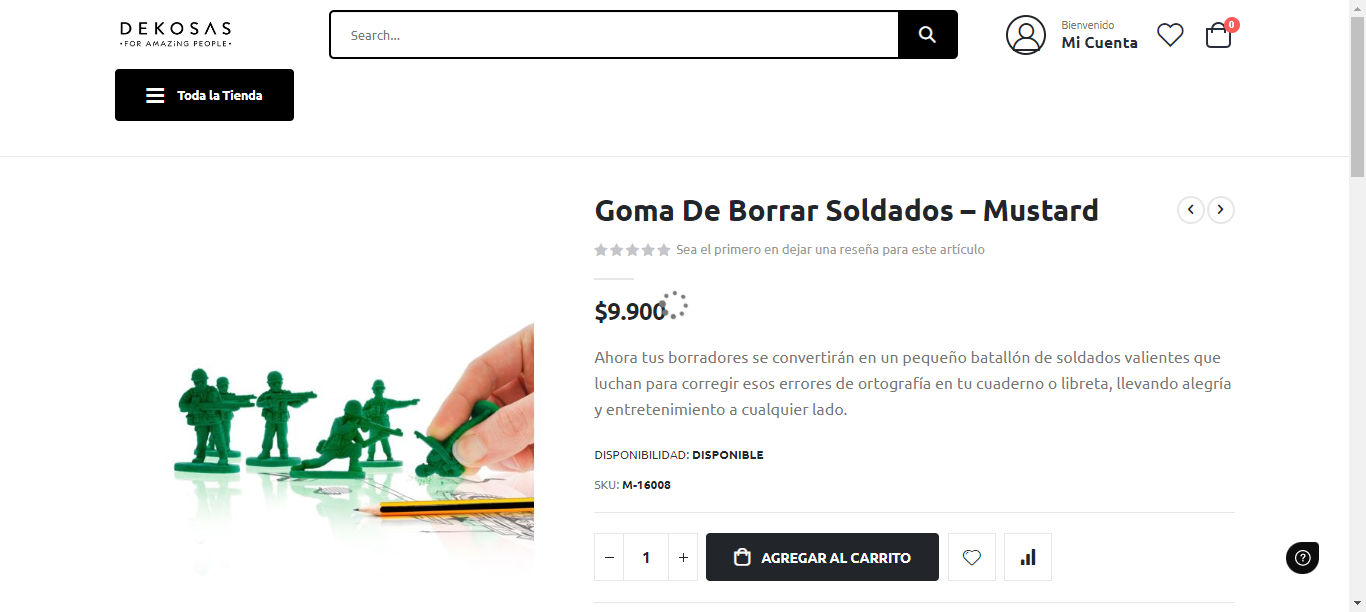 DEKOSAS
•FOR AMAZING PEOPLE•
Search...
Bienvenido
Mi Cuenta
0
Toda la Tienda
Goma De Borrar Soldados – Mustard
Sea el primero en dejar una reseña para este artículo
$9.900
Ahora tus borradores se convertirán en un pequeño batallón de soldados valientes que
luchan para corregir esos errores de ortografía en tu cuaderno o libreta, llevando alegría
y entretenimiento a cualquier lado.
DISPONIBILIDAD: DISPONIBLE
SKU: M-16008
− 1 +
AGREGAR AL CARRITO